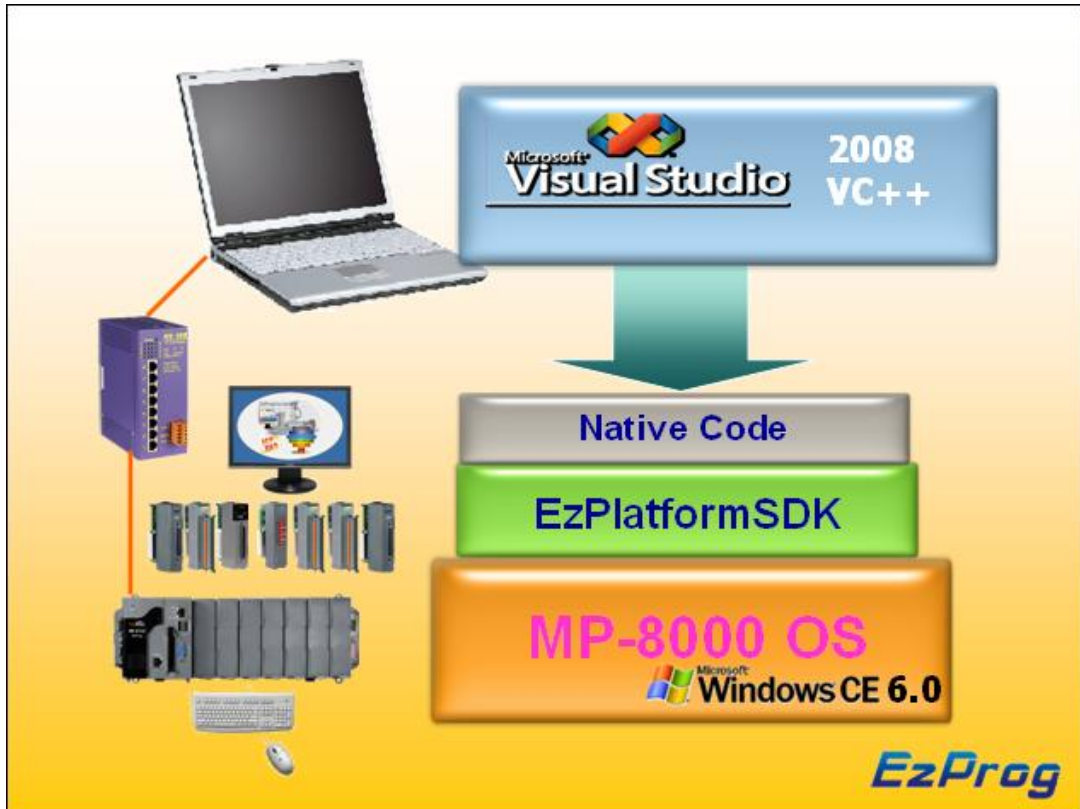 Microsoft
Visual Studio
2008
VC++
Native Code
EzPlatformSDK
MP-8000 OS
Microsoft
Windows CE 6.0
EzProg